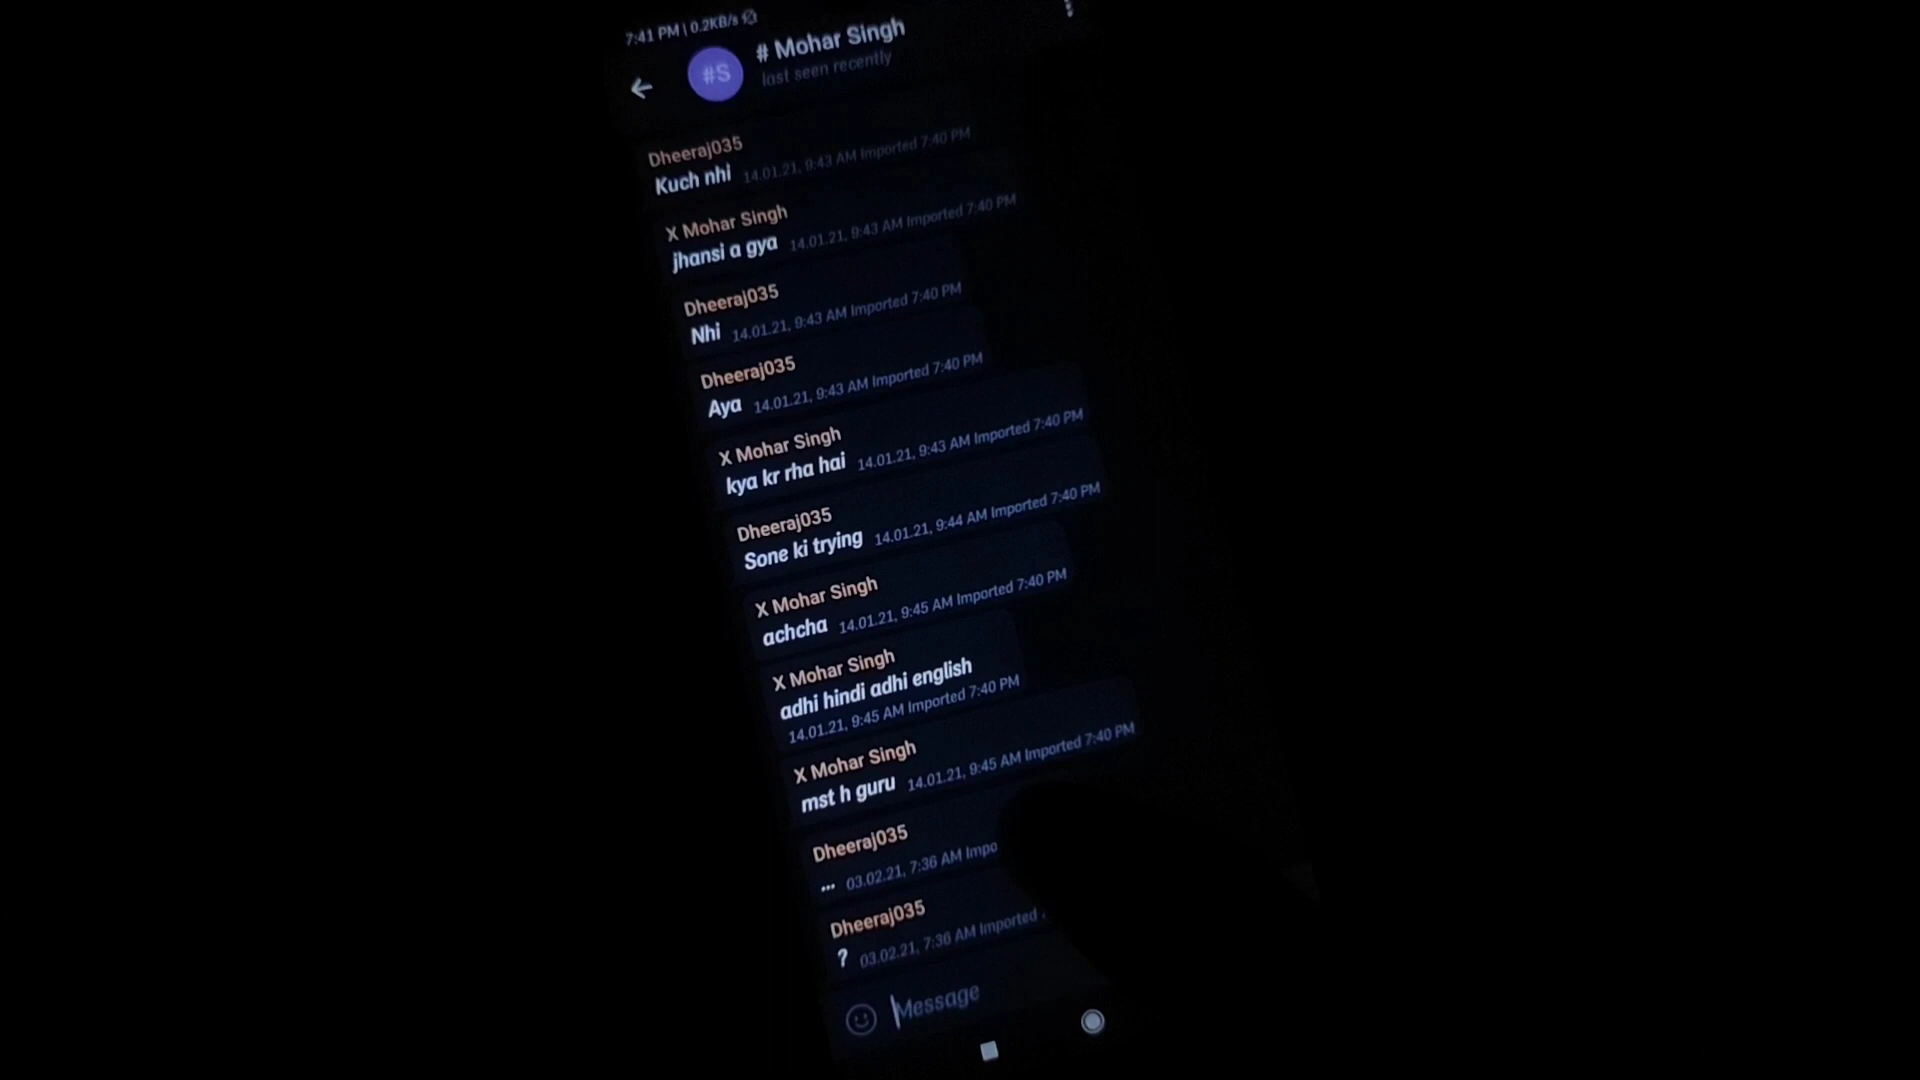 7:41 PM | 0.2KB/s
#S
# Mohar Singh
last seen recently
Dheeraj035
Kuch nhi 14.01.21, 9:43 AM Imported 7:40 PM
X Mohar Singh
jhansi a gya 14.01.21, 9:43 AM Imported 7:40 PM
Dheeraj035
Nhi 14.01.21, 9:43 AM Imported 7:40 PM
Dheeraj035
Aya 14.01.21, 9:43 AM Imported 7:40 PM
X Mohar Singh
kya kr rha hai 14.01.21, 9:43 AM Imported 7:40 PM
Dheeraj035
Sone ki trying 14.01.21, 9:44 AM Imported 7:40 PM
X Mohar Singh
achcha 14.01.21, 9:45 AM Imported 7:40 PM
X Mohar Singh
adhi hindi adhi english
14.01.21, 9:45 AM Imported 7:40 PM
X Mohar Singh
mst h guru 14.01.21, 9:45 AM Imported 7:40 PM
Dheeraj035
... 03.02.21, 7:36 AM Impo
Dheeraj035
? 03.02.21, 7:36 AM Imported
Message